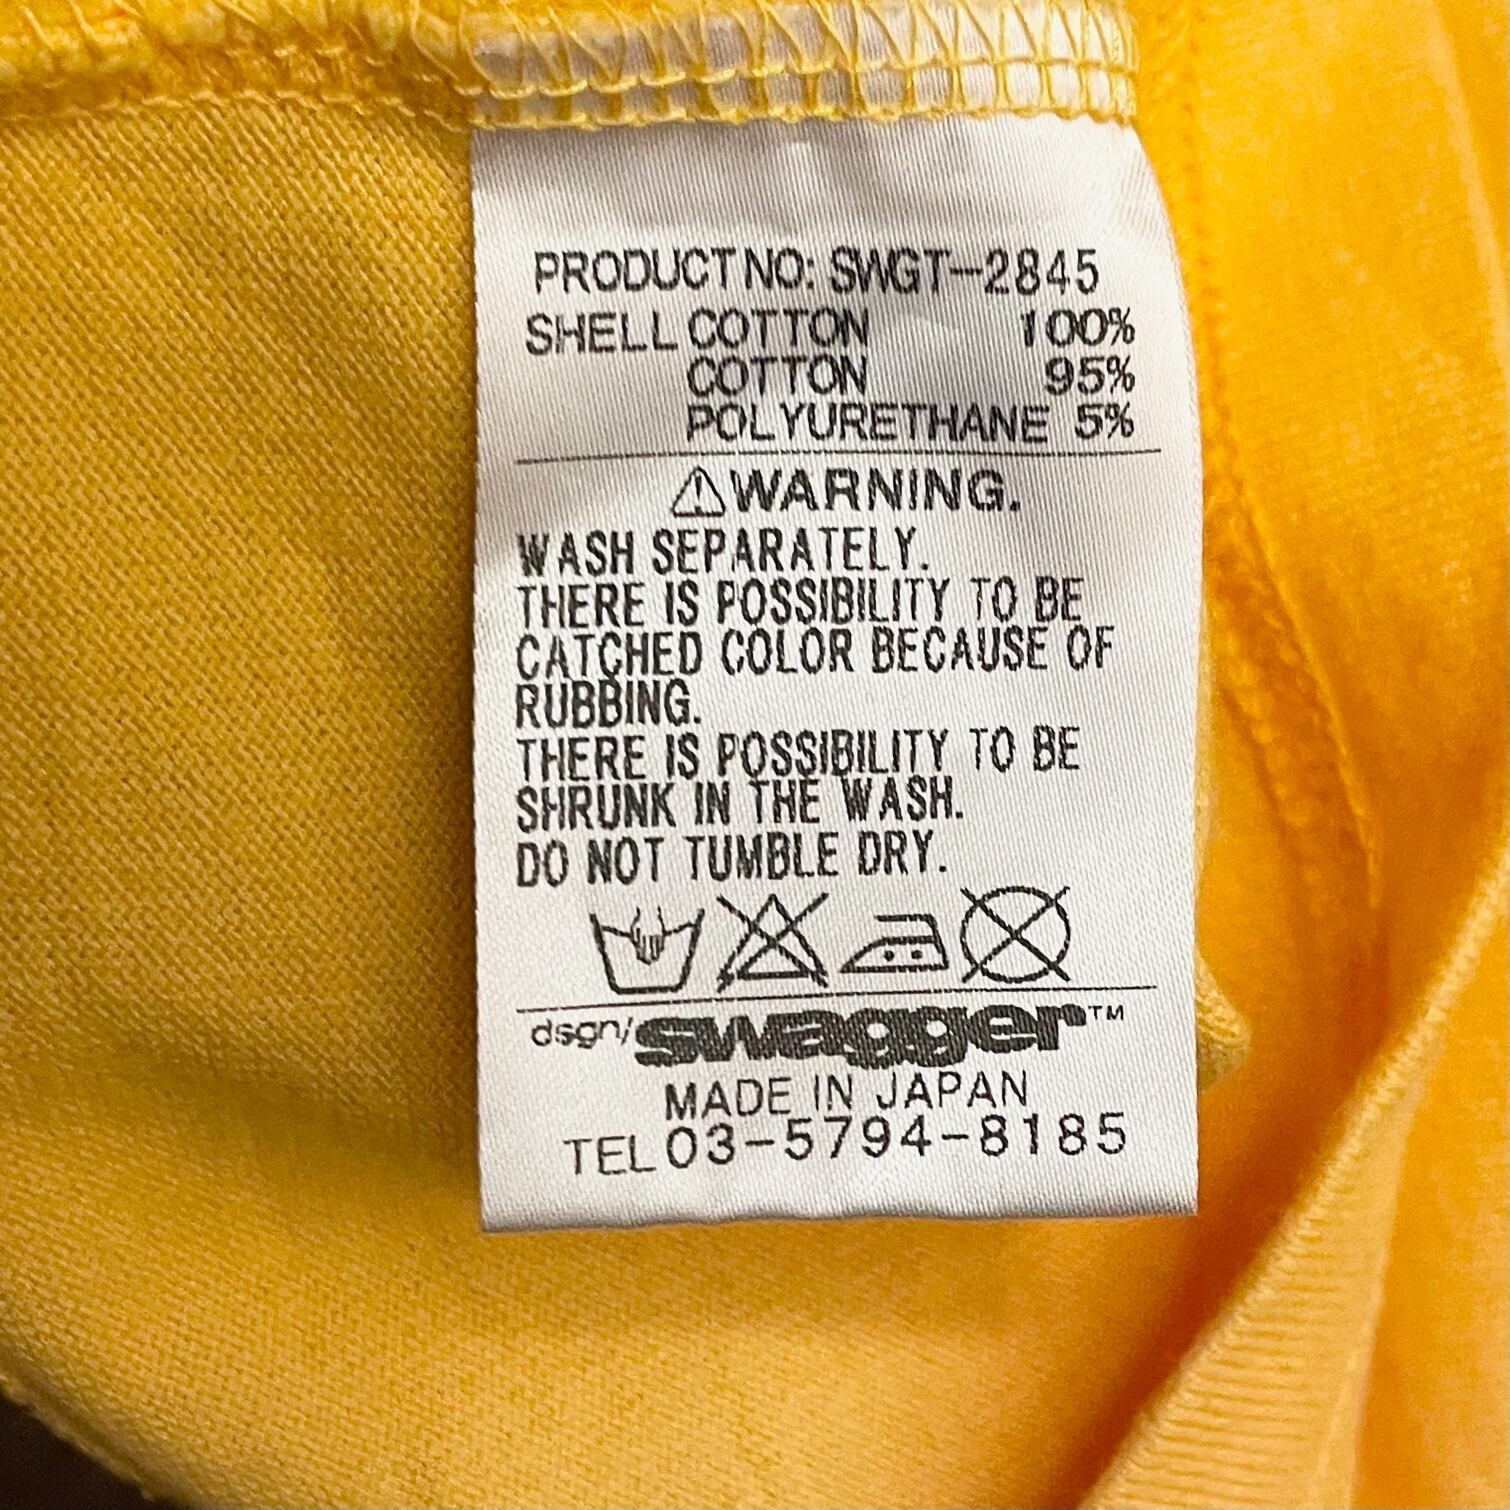 PRODUCT NO: SWGT-2845
SHELL COTTON 100%
COTTON 95%
POLYURETHANE 5%
WARNING.
WASH SEPARATELY.
THERE IS POSSIBILITY TO BE
CATCHED COLOR BECAUSE OF
RUBBING.
THERE IS POSSIBILITY TO BE
SHRUNK IN THE WASH.
DO NOT TUMBLE DRY.
dsgn/swagger™
MADE IN JAPAN
TEL 03-5794-8185